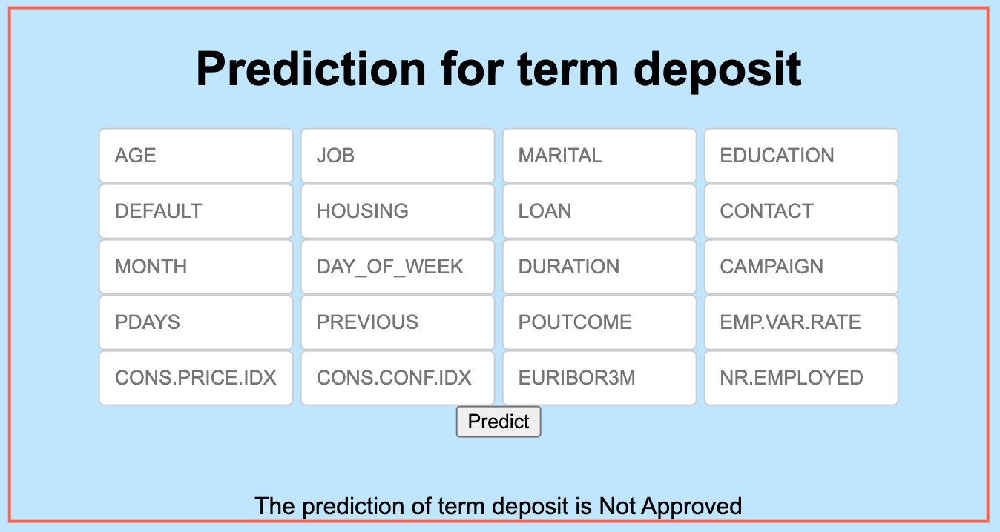 Prediction for term deposit
AGE JOB MARITAL EDUCATION
DEFAULT HOUSING LOAN CONTACT
MONTH DAY_OF_WEEK DURATION CAMPAIGN
PDAYS PREVIOUS POUTCOME EMP.VAR.RATE
CONS.PRICE.IDX CONS.CONF.IDX EURIBOR3M NR.EMPLOYED
Predict
The prediction of term deposit is Not Approved